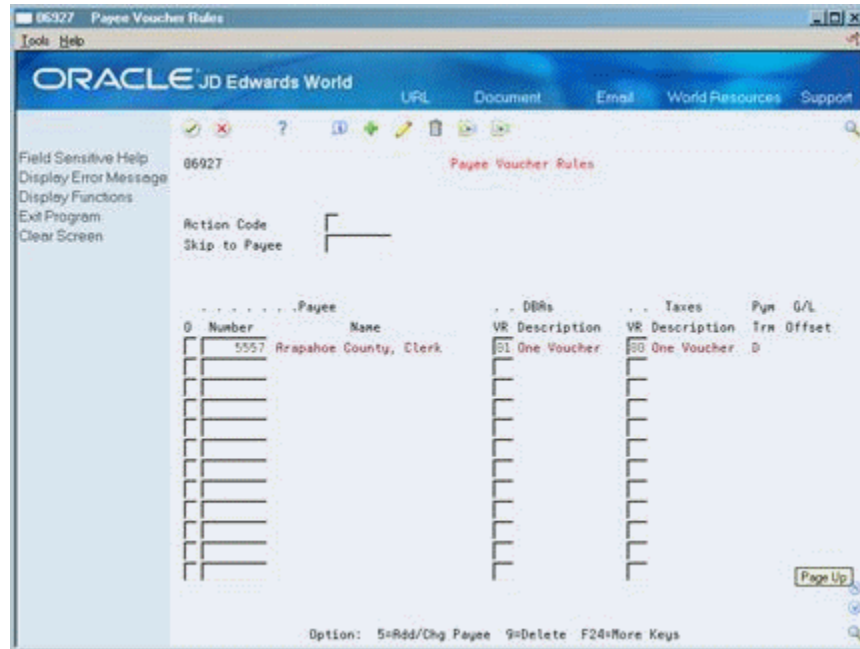 06927 Payee Voucher Rules
Tools Help
ORACLE JD Edwards World
URL Document Email World Resources Support
Field Sensitive Help
Display Error Message
Display Functions
Exit Program
Clear Screen
06927 Payee Voucher Rules
Action Code
Skip to Payee
. . . . . . .Payee . . DBAs . . Taxes Pym G/L
O Number Name VR Description VR Description Trm Offset
5557 Arapahoe County, Clerk 01 One Voucher 00 One Voucher D
Page Up
Option: 5=Add/Chg Payee 9=Delete F24=More Keys